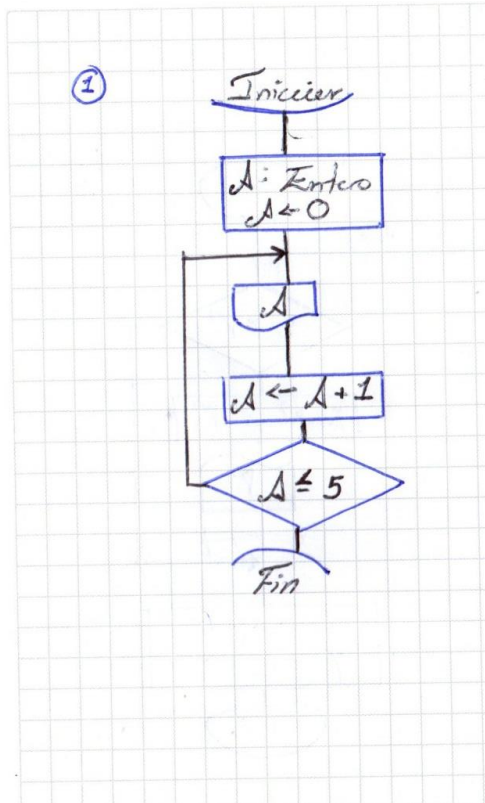 1
Iniciar
A: Entero
A ← 0
A
A ← A + 1
A ≤ 5
Fin